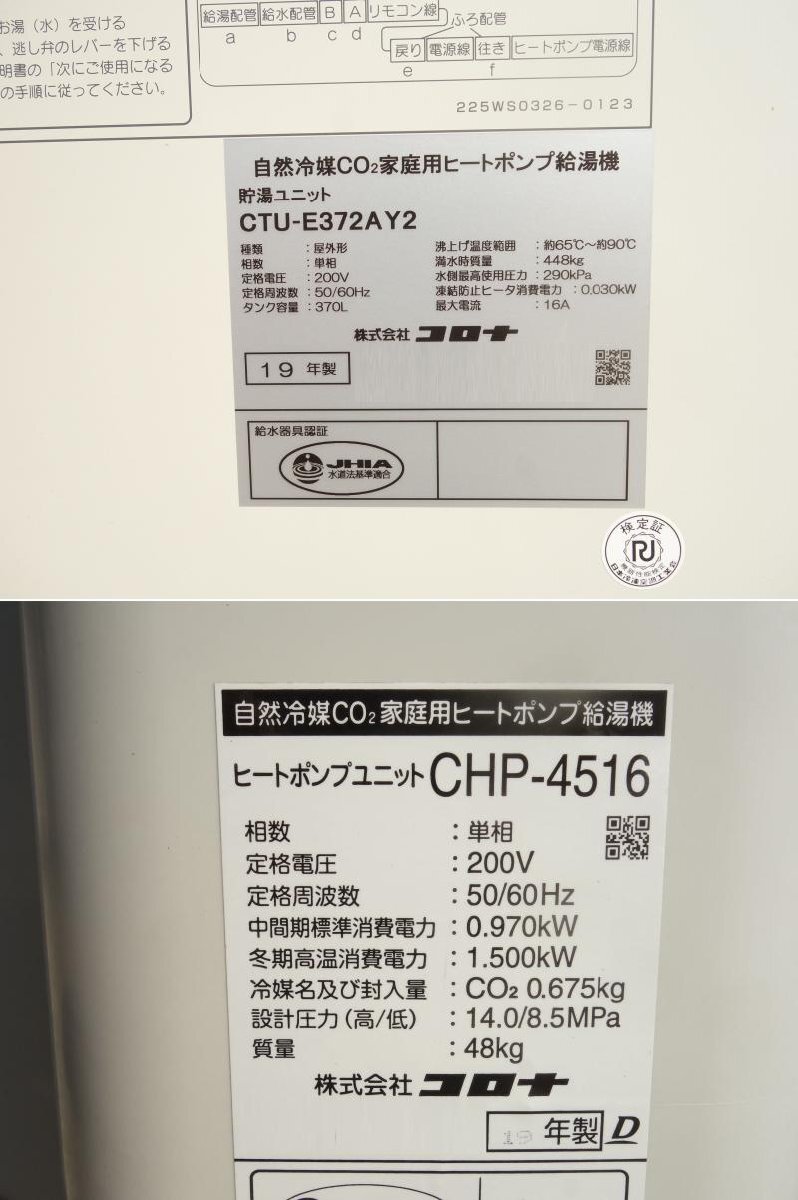 お湯（水）を受ける
、逃し弁のレバーを下げる
明書の「次にご使用になる
の手順に従ってください。
給湯配管 給水配管 B A リモコン線
a b c d
ふろ配管
戻り 電源線 往き ヒートポンプ電源線
e f
225WS0326-0123
自然冷媒CO₂家庭用ヒートポンプ給湯機
貯湯ユニット
CTU-E372AY2
種類 ：屋外形
相数 ：単相
定格電圧 ：200V
定格周波数 ：50/60Hz
タンク容量 ：370L
沸上げ温度範囲 ：約65℃～約90℃
満水時質量 ：448kg
水側最高使用圧力 ：290kPa
凍結防止ヒータ消費電力 ：0.030kW
最大電流 ：16A
株式会社 コロナ
19 年製
給水器具認証
JHIA
水道法基準適合
検定証
日本冷凍空調工業会
自然冷媒CO₂家庭用ヒートポンプ給湯機
ヒートポンプユニット CHP-4516
相数 ：単相
定格電圧 ：200V
定格周波数 ：50/60Hz
中間期標準消費電力 ：0.970kW
冬期高温消費電力 ：1.500kW
冷媒名及び封入量 ：CO₂ 0.675kg
設計圧力（高/低） ：14.0/8.5MPa
質量 ：48kg
株式会社 コロナ
19 年製 D